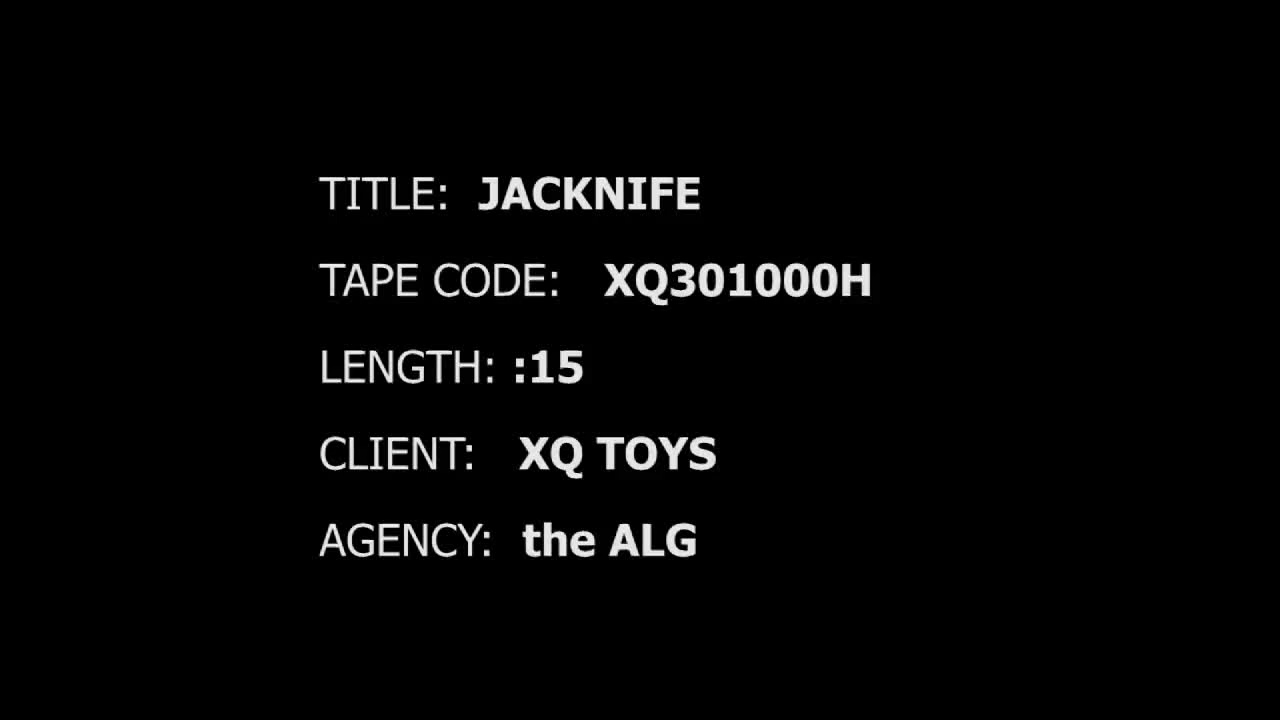 TITLE: JACKNIFE
TAPE CODE: XQ301000H
LENGTH: :15
CLIENT: XQ TOYS
AGENCY: the ALG